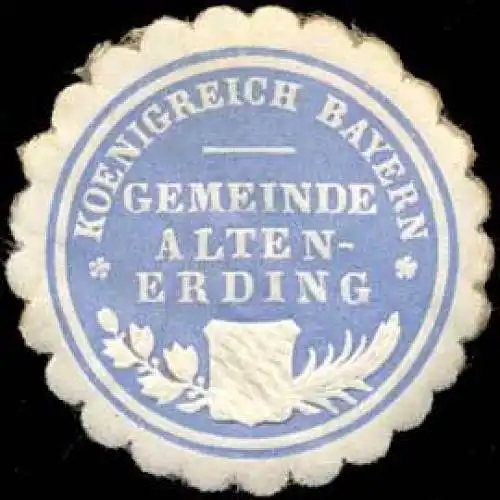 KOENIGREICH BAYERN
GEMEINDE
ALTEN-
ERDING